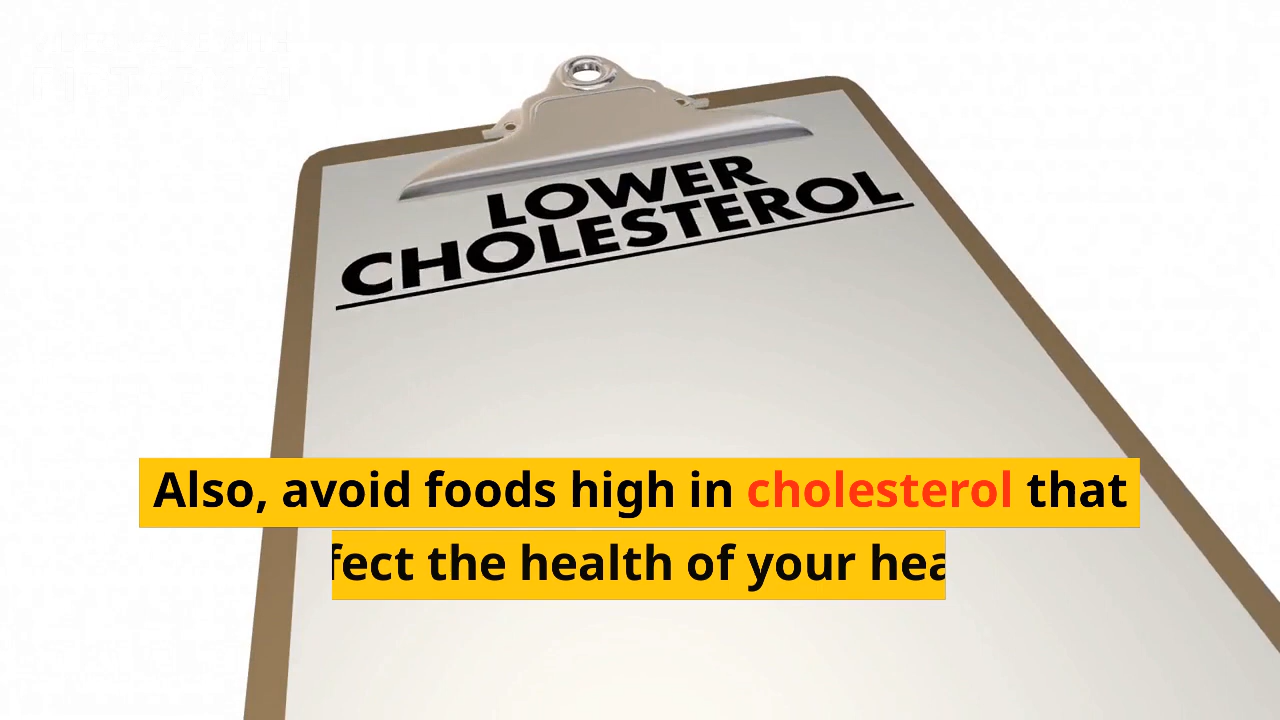 LOWER
CHOLESTEROL
Also, avoid foods high in cholesterol that
fect the health of your hea